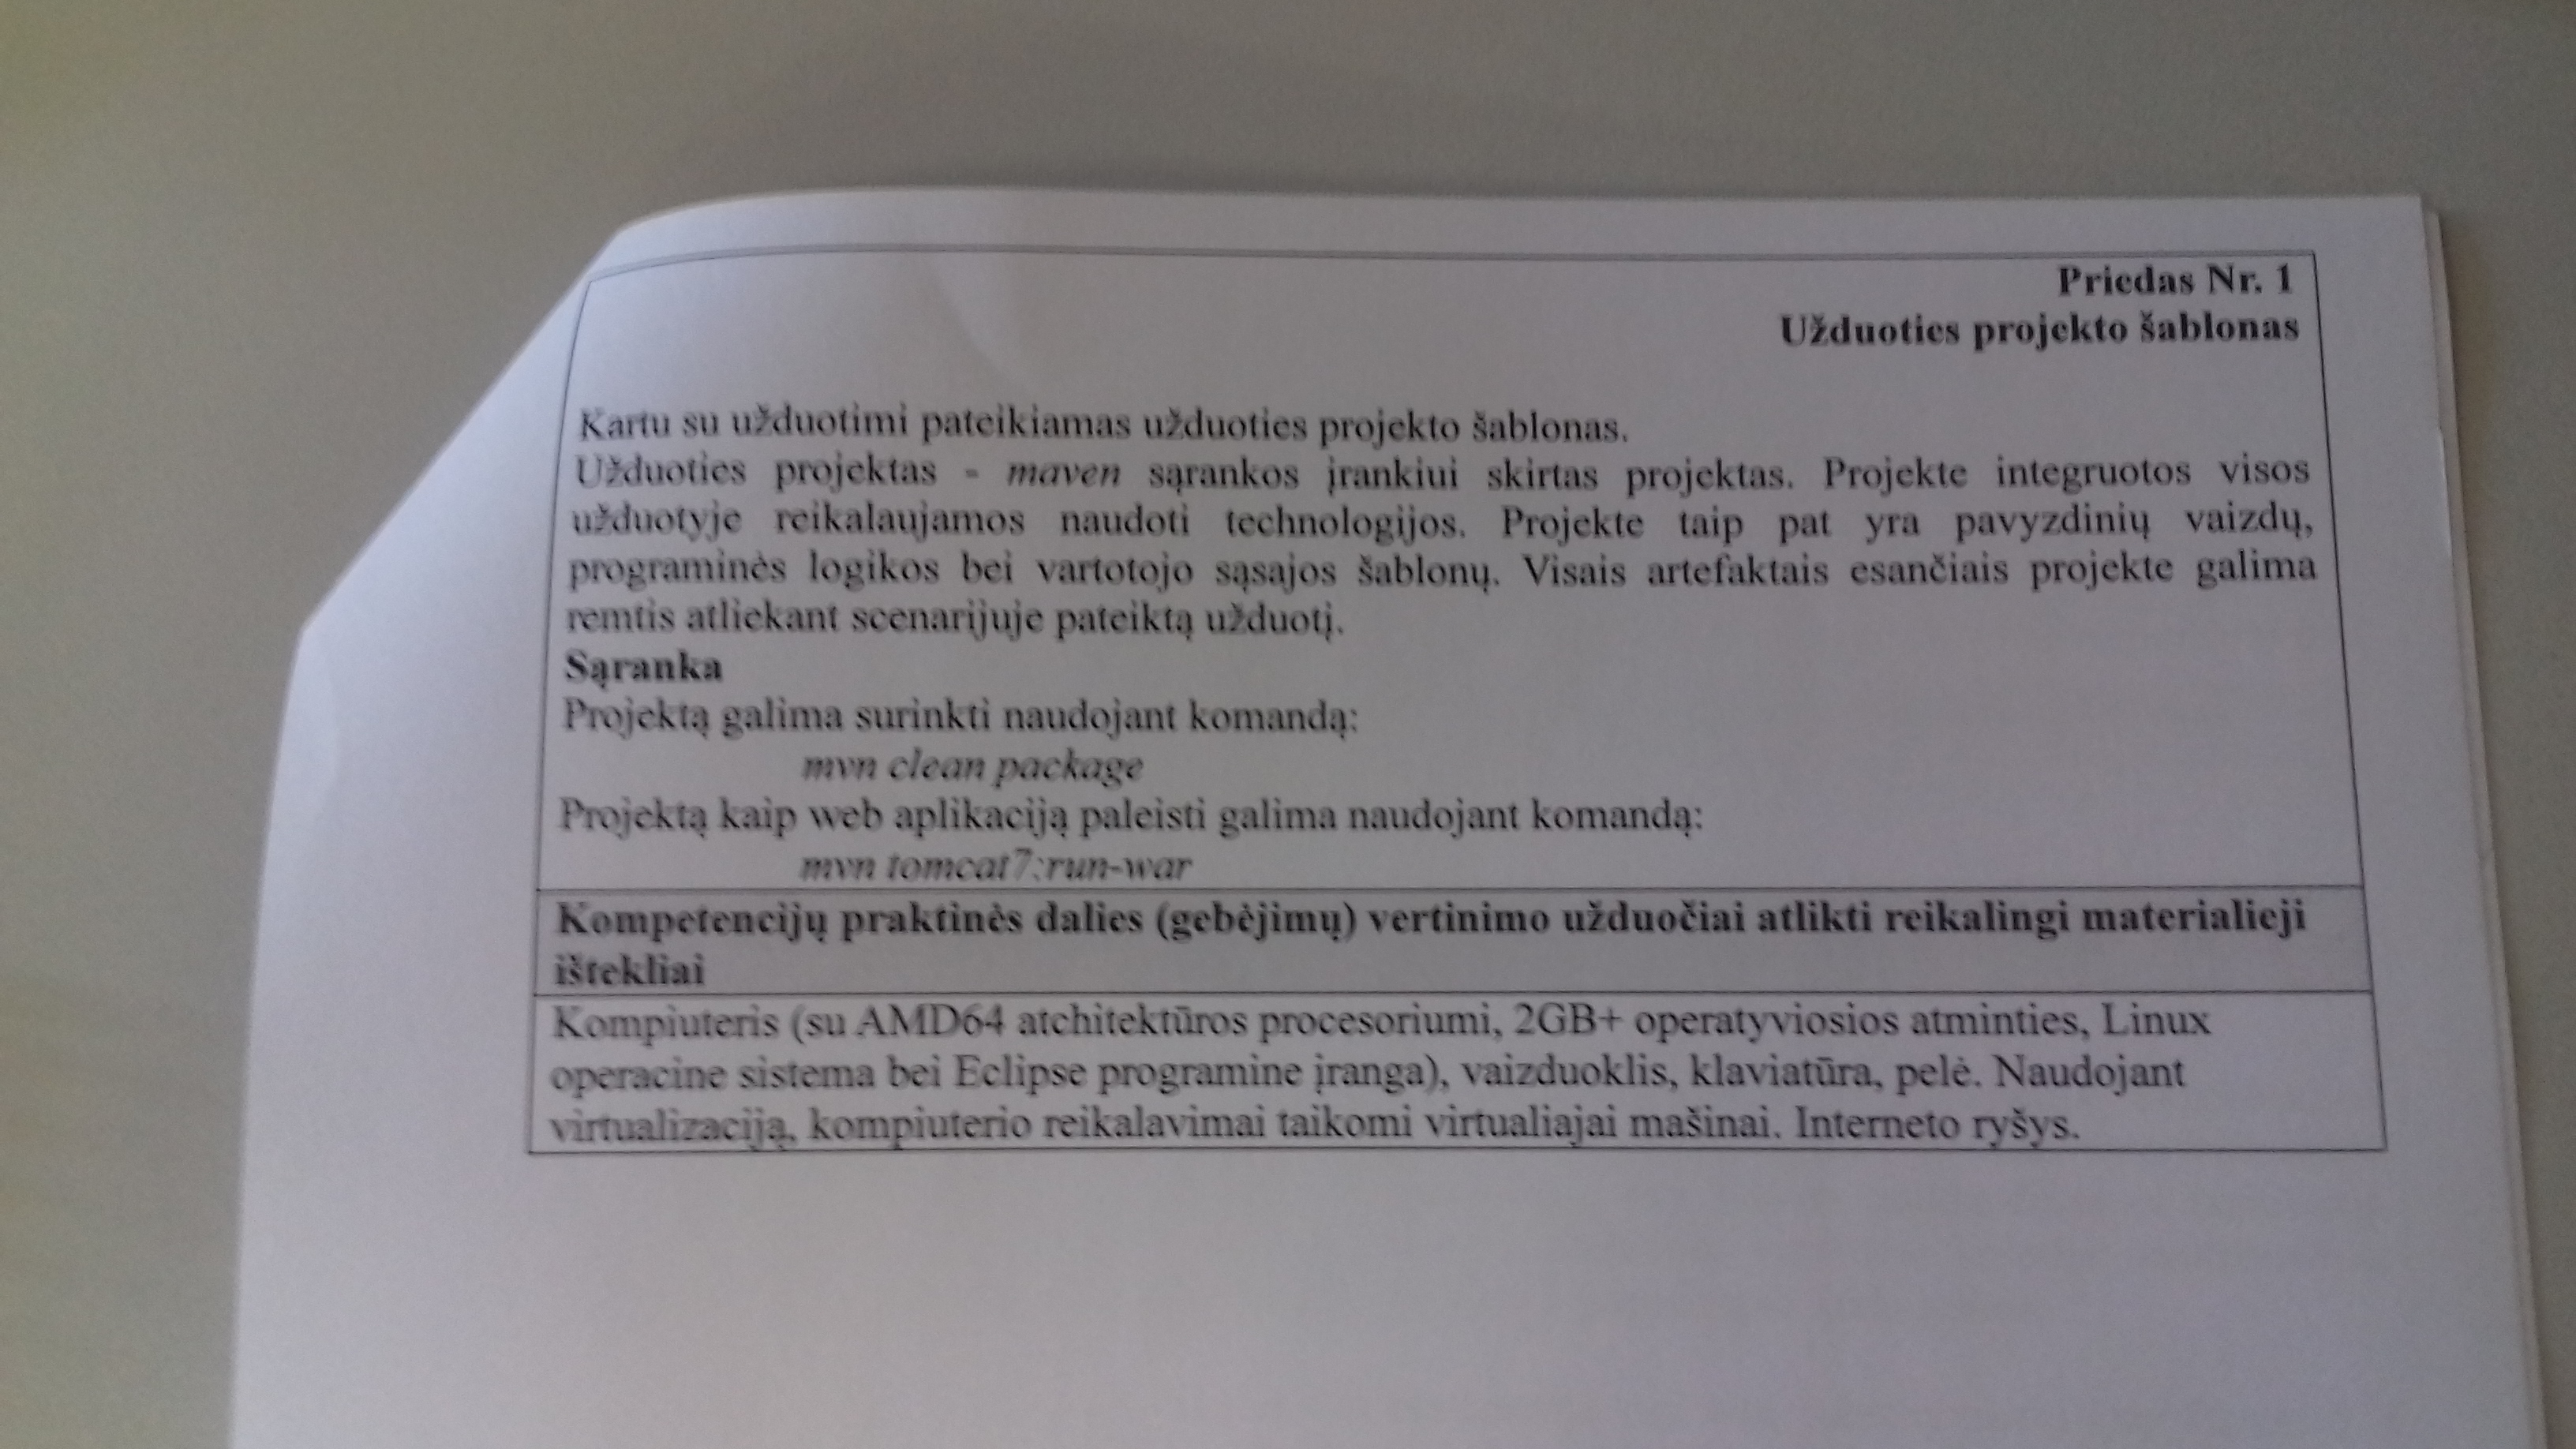 Priedas Nr. 1
Užduoties projekto šablonas
Kartu su užduotimi pateikiamas užduoties projekto šablonas.
Užduoties projektas - maven sąrankos įrankiui skirtas projektas. Projekte integruotos visos
užduotyje reikalaujamos naudoti technologijos. Projekte taip pat yra pavyzdinių vaizdų,
programinės logikos bei vartotojo sąsajos šablonų. Visais artefaktais esančiais projekte galima
remtis atliekant scenarijuje pateiktą užduotį.
Sąranka
Projektą galima surinkti naudojant komandą:
mvn clean package
Projektą kaip web aplikaciją paleisti galima naudojant komandą:
mvn tomcat7:run-war
Kompetencijų praktinės dalies (gebėjimų) vertinimo užduočiai atlikti reikalingi materialieji
ištekliai
Kompiuteris (su AMD64 atchitektūros procesoriumi, 2GB+ operatyviosios atminties, Linux
operacine sistema bei Eclipse programine įranga), vaizduoklis, klaviatūra, pelė. Naudojant
virtualizaciją, kompiuterio reikalavimai taikomi virtualiajai mašinai. Interneto ryšys.